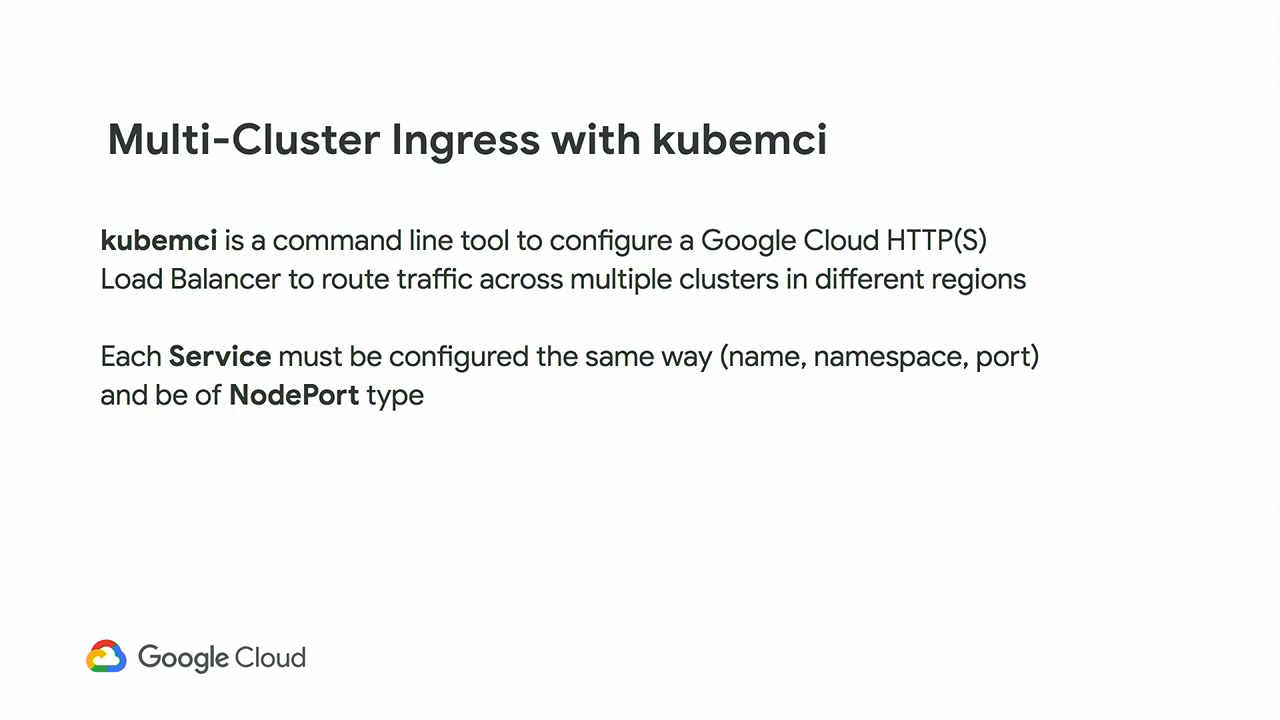 Multi-Cluster Ingress with kubemci
kubemci is a command line tool to configure a Google Cloud HTTP(S)
Load Balancer to route traffic across multiple clusters in different regions
Each Service must be configured the same way (name, namespace, port)
and be of NodePort type
Google Cloud